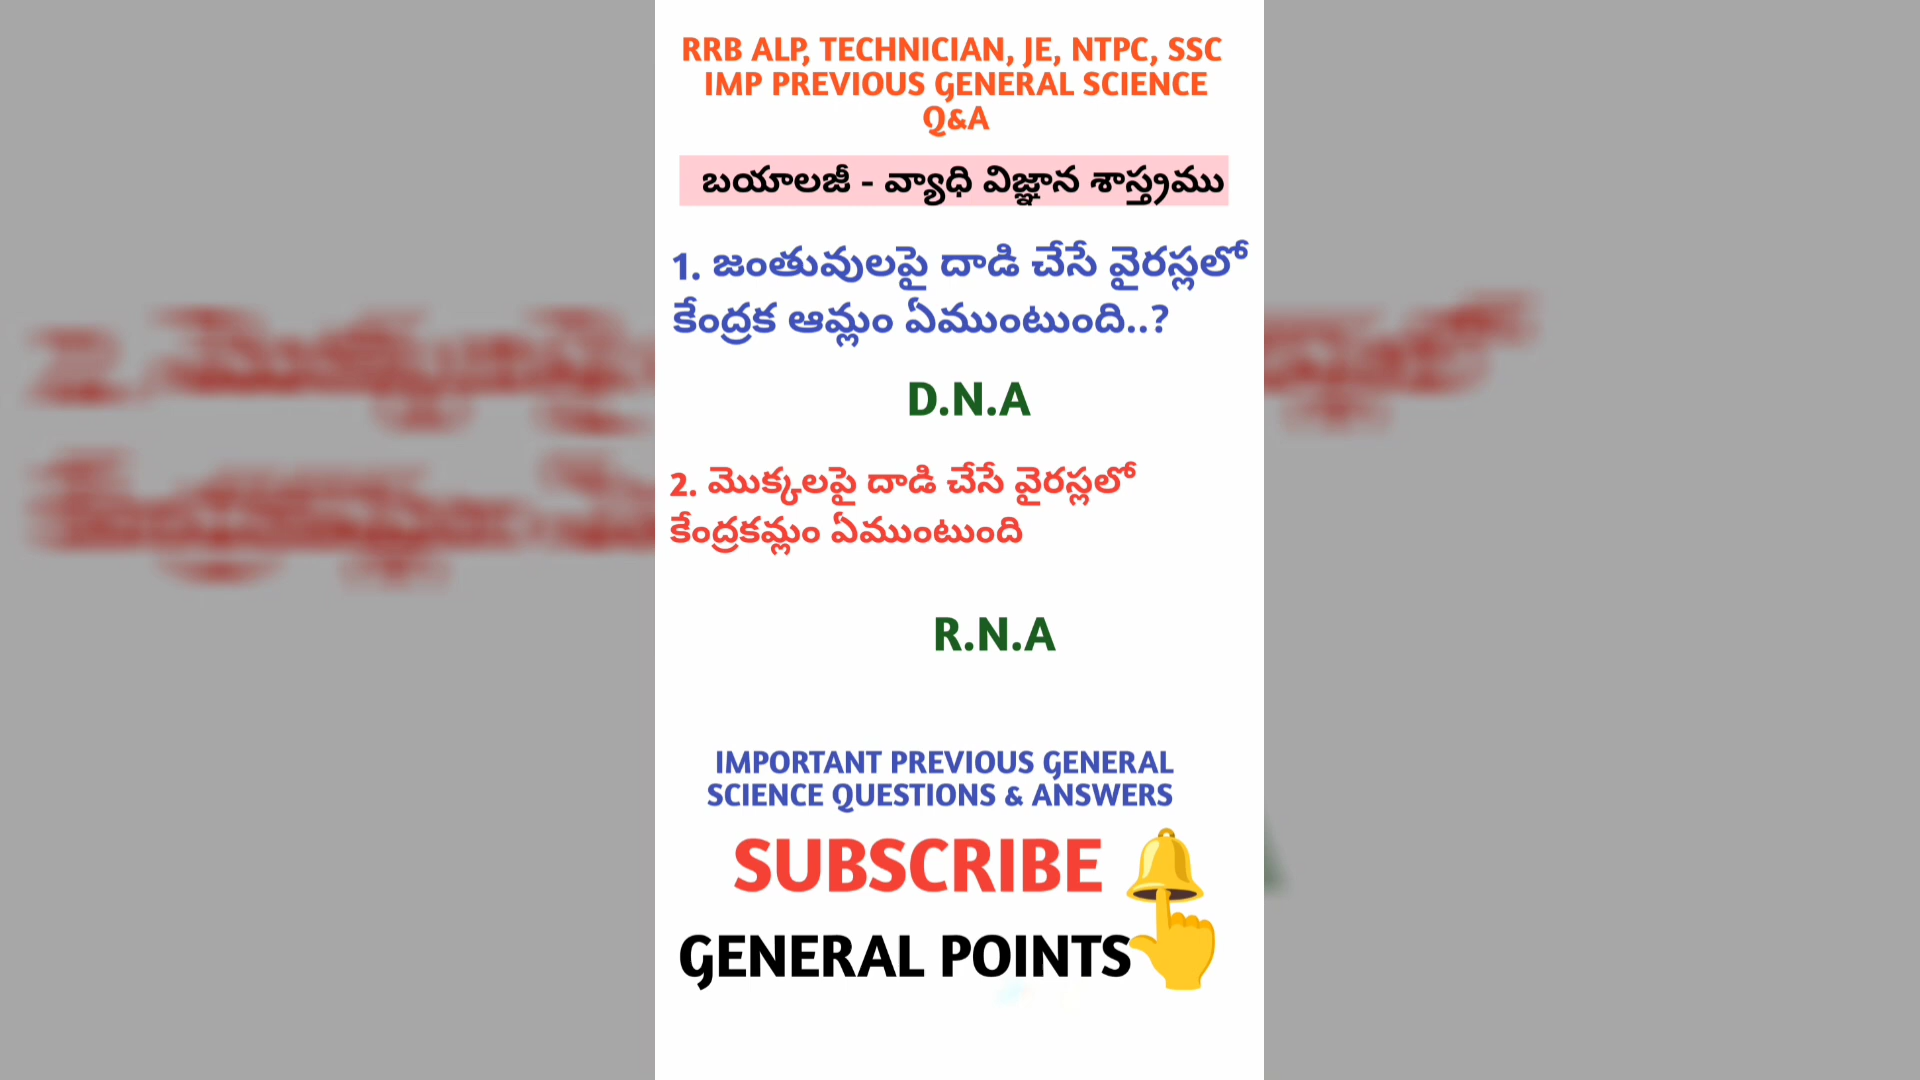 RRB ALP, TECHNICIAN, JE, NTPC, SSC
IMP PREVIOUS GENERAL SCIENCE
Q&A
బయాలజీ - వ్యాధి విజ్ఞాన శాస్త్రము
1. జంతువులపై దాడి చేసే వైరస్లలో
కేంద్రక ఆమ్లం ఏముంటుంది..?
D.N.A
2. మొక్కలపై దాడి చేసే వైరస్లలో
కేంద్రకమ్లం ఏముంటుంది
R.N.A
IMPORTANT PREVIOUS GENERAL
SCIENCE QUESTIONS & ANSWERS
SUBSCRIBE
GENERAL POINTS